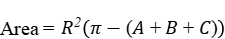 Area = R²(π − (A + B + C))